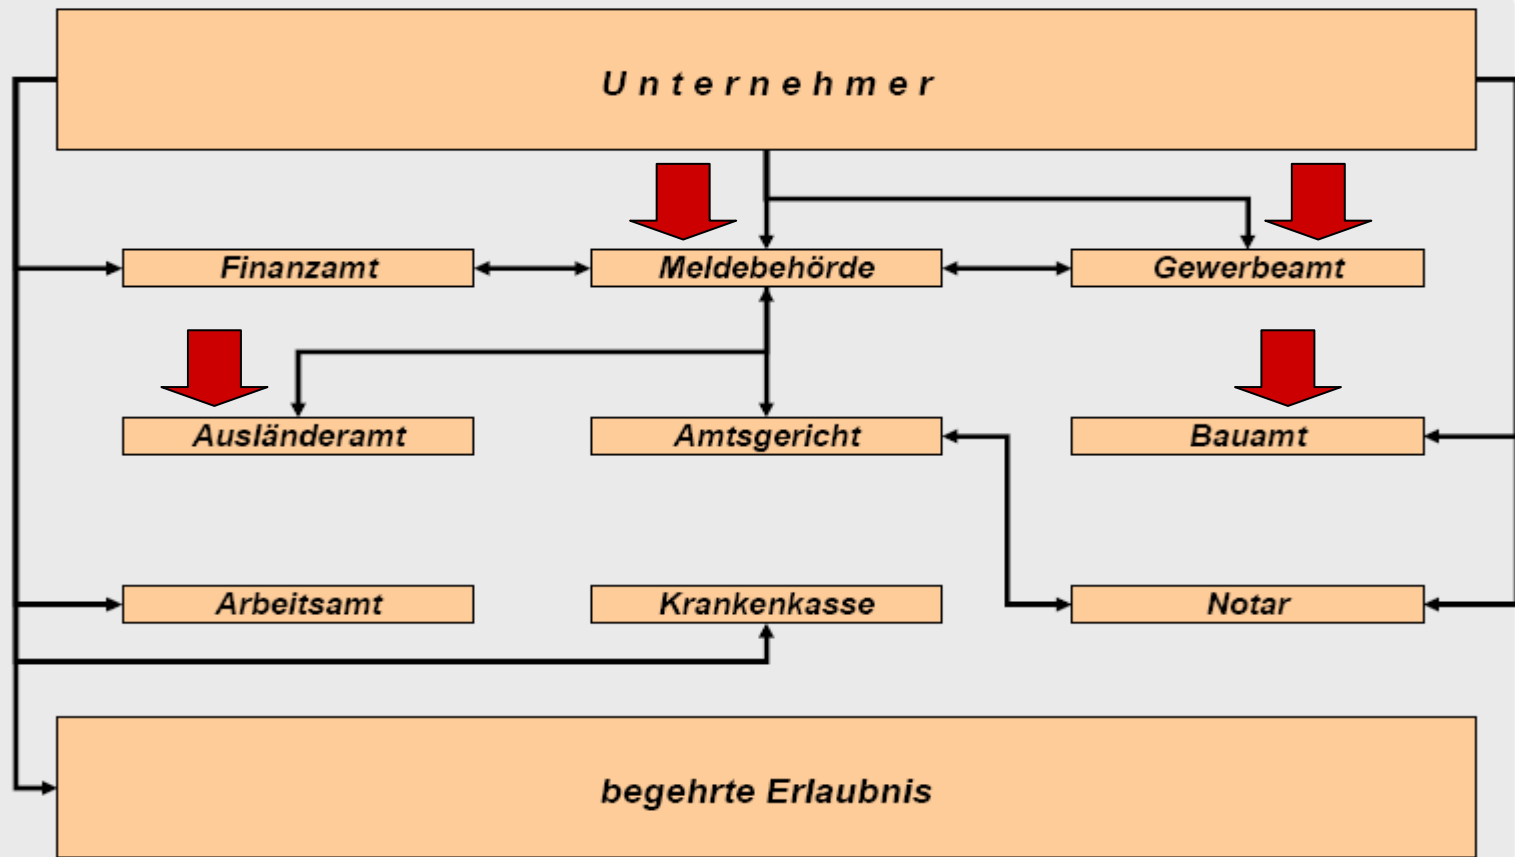 Unternehmer
Finanzamt
Meldebehörde
Gewerbeamt
Ausländeramt
Amtsgericht
Bauamt
Arbeitsamt
Krankenkasse
Notar
begehrte Erlaubnis